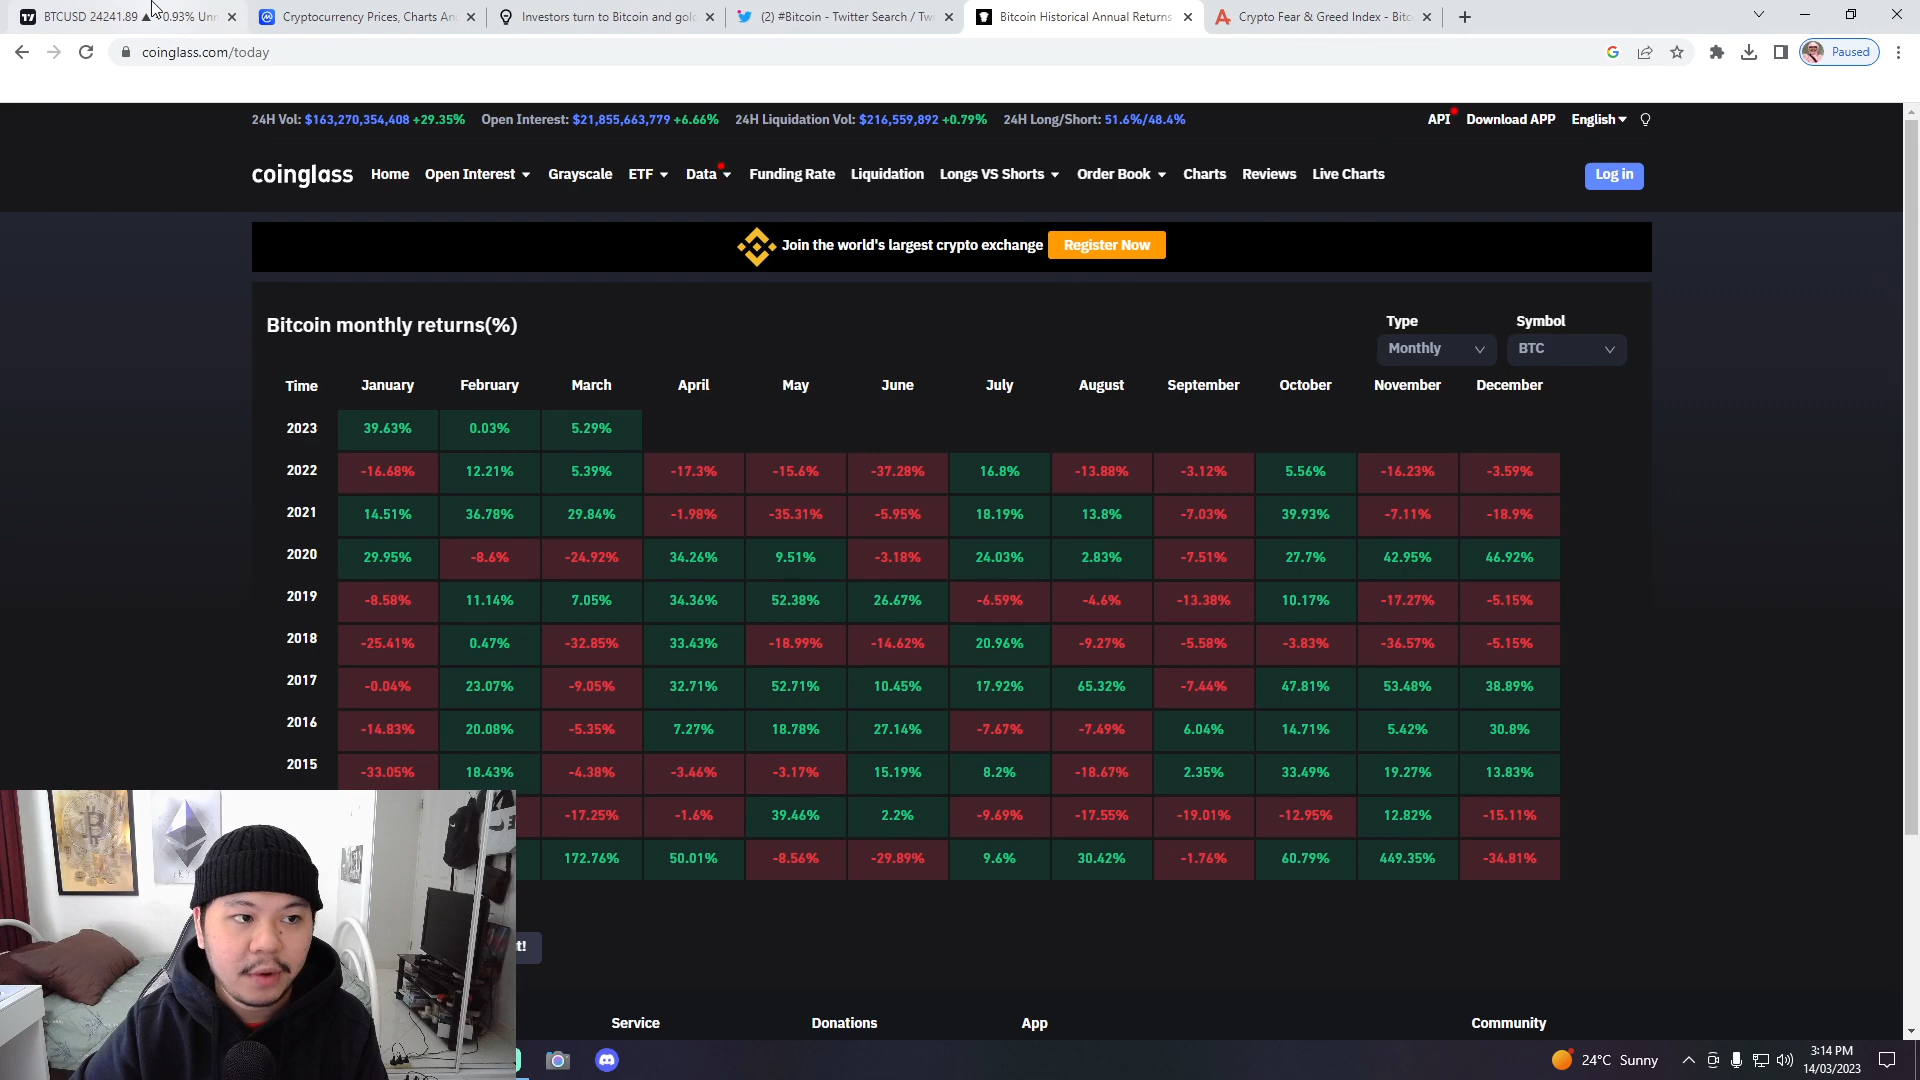 BTCUSD 24241.89 ▲ +0.93% Unn
Cryptocurrency Prices, Charts An
Investors turn to Bitcoin and gol
(2) #Bitcoin - Twitter Search / Twi
Bitcoin Historical Annual Returns
Crypto Fear & Greed Index - Bitc
coinglass.com/today
Paused
24H Vol: $163,270,354,408 +29.35% Open Interest: $21,855,663,779 +6.66% 24H Liquidation Vol: $216,559,892 +0.79% 24H Long/Short: 51.6%/48.4%
API Download APP English
coinglass Home Open Interest Grayscale ETF Data Funding Rate Liquidation Longs VS Shorts Order Book Charts Reviews Live Charts Log in
Join the world's largest crypto exchange Register Now
Bitcoin monthly returns(%)
Type Symbol
Monthly BTC
Time January February March April May June July August September October November December
2023 39.63% 0.03% 5.29%
2022 -16.68% 12.21% 5.39% -17.3% -15.6% -37.28% 16.8% -13.88% -3.12% 5.56% -16.23% -3.59%
2021 14.51% 36.78% 29.84% -1.98% -35.31% -5.95% 18.19% 13.8% -7.03% 39.93% -7.11% -18.9%
2020 29.95% -8.6% -24.92% 34.26% 9.51% -3.18% 24.03% 2.83% -7.51% 27.7% 42.95% 46.92%
2019 -8.58% 11.14% 7.05% 34.36% 52.38% 26.67% -6.59% -4.6% -13.38% 10.17% -17.27% -5.15%
2018 -25.41% 0.47% -32.85% 33.43% -18.99% -14.62% 20.96% -9.27% -5.58% -3.83% -36.57% -5.15%
2017 -0.04% 23.07% -9.05% 32.71% 52.71% 10.45% 17.92% 65.32% -7.44% 47.81% 53.48% 38.89%
2016 -14.83% 20.08% -5.35% 7.27% 18.78% 27.14% -7.67% -7.49% 6.04% 14.71% 5.42% 30.8%
2015 -33.05% 18.43% -4.38% -3.46% -3.17% 15.19% 8.2% -18.67% 2.35% 33.49% 19.27% 13.83%
-17.25% -1.6% 39.46% 2.2% -9.69% -17.55% -19.01% -12.95% 12.82% -15.11%
172.76% 50.01% -8.56% -29.89% 9.6% 30.42% -1.76% 60.79% 449.35% -34.81%
t!
Service Donations App Community
24°C Sunny
3:14 PM
14/03/2023